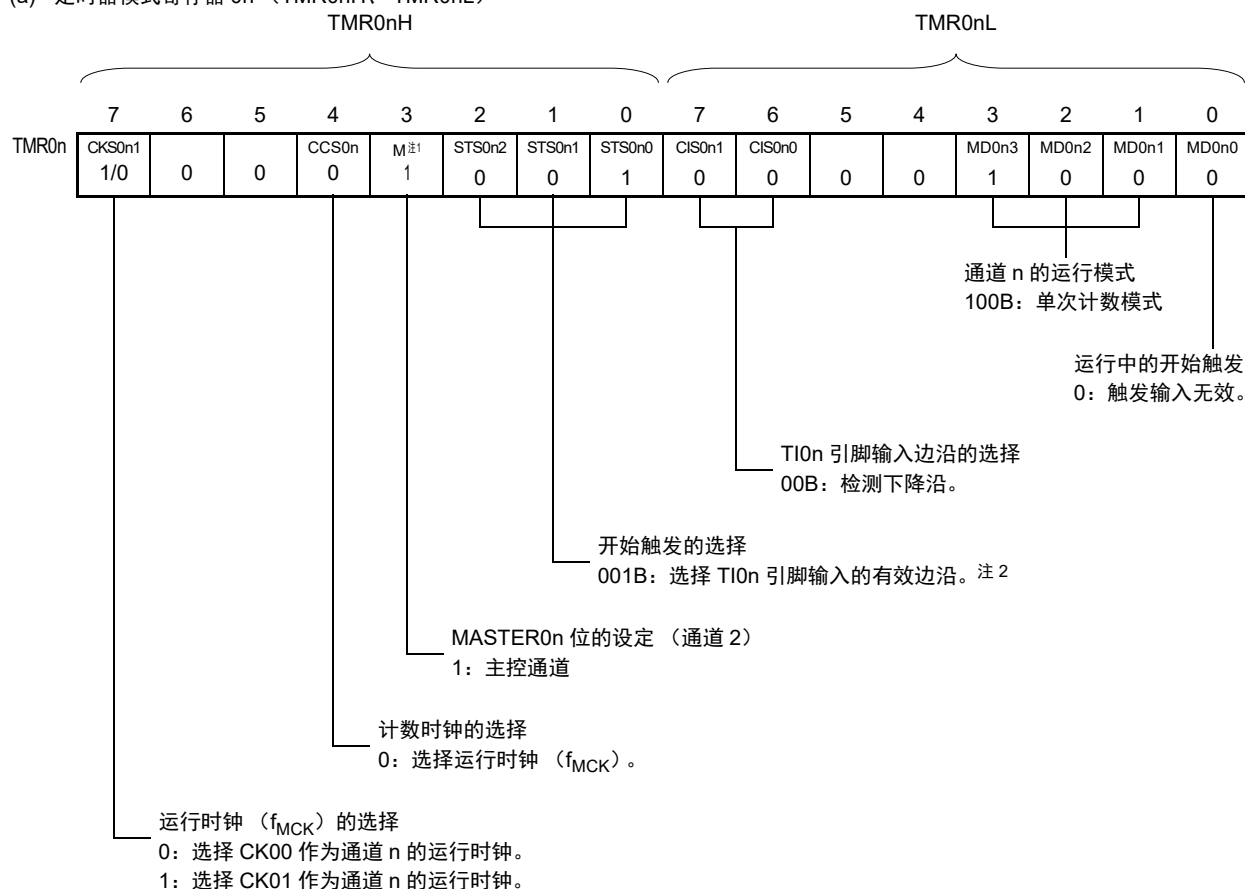 (a) 定时器模式寄存器 0n （TMR0nH、 TMR0nL）
TMR0nH TMR0nL
7 6 5 4 3 2 1 0 7 6 5 4 3 2 1 0
TMR0n CKS0n1 CCS0n M注1 STS0n2 STS0n1 STS0n0 CIS0n1 CIS0n0 MD0n3 MD0n2 MD0n1 MD0n0
1/0 0 0 0 1 0 0 1 0 0 0 0 1 0 0 0
通道 n 的运行模式
100B：单次计数模式
运行中的开始触发
0：触发输入无效。
TI0n 引脚输入边沿的选择
00B：检测下降沿。
开始触发的选择
001B：选择 TI0n 引脚输入的有效边沿。注 2
MASTER0n 位的设定 （通道 2）
1：主控通道
计数时钟的选择
0：选择运行时钟 （fMCK）。
运行时钟 （fMCK）的选择
0：选择 CK00 作为通道 n 的运行时钟。
1：选择 CK01 作为通道 n 的运行时钟。